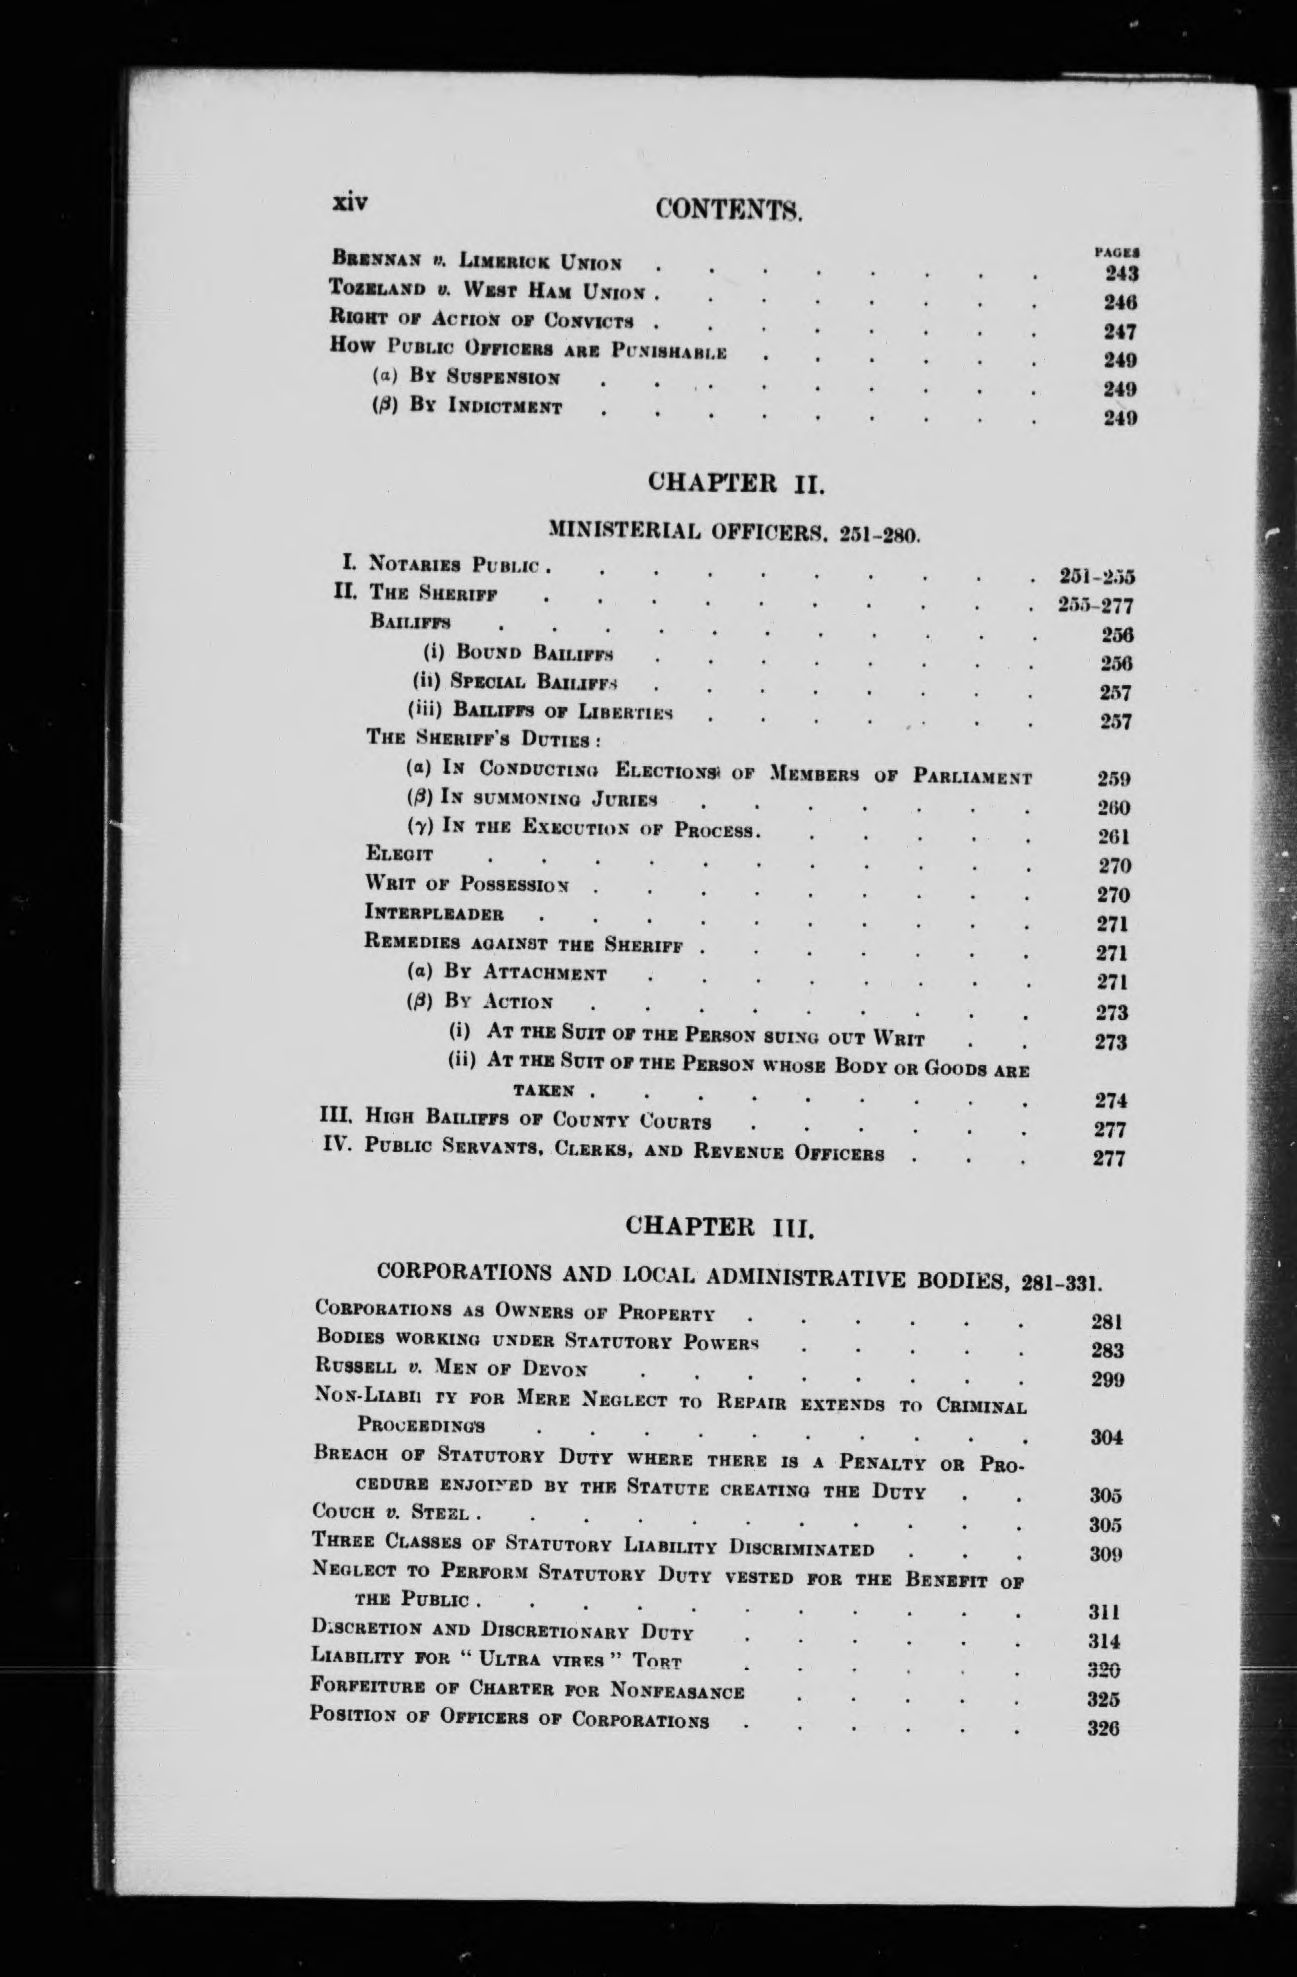 xiv CONTENTS.
PAGES
BRENNAN v. LIMERICK UNION . . . . . . . . 243
TOZELAND v. WEST HAM UNION . . . . . . . . 246
RIGHT OF ACTION OF CONVICTS . . . . . . . . 247
HOW PUBLIC OFFICERS ARE PUNISHABLE . . . . . . 249
(α) BY SUSPENSION . . . . . . . . . 249
(β) BY INDICTMENT . . . . . . . . . 249
CHAPTER II.
MINISTERIAL OFFICERS, 251-280.
I. NOTARIES PUBLIC . . . . . . . . . . 251-255
II. THE SHERIFF . . . . . . . . . . 255-277
BAILIFFS . . . . . . . . . . . 256
(i) BOUND BAILIFFS . . . . . . . . 256
(ii) SPECIAL BAILIFFS . . . . . . . . 257
(iii) BAILIFFS OF LIBERTIES . . . . . . . 257
THE SHERIFF'S DUTIES :
(α) IN CONDUCTING ELECTIONS OF MEMBERS OF PARLIAMENT 259
(β) IN SUMMONING JURIES . . . . . . . 260
(γ) IN THE EXECUTION OF PROCESS . . . . . . 261
ELEGIT . . . . . . . . . . . 270
WRIT OF POSSESSION . . . . . . . . . 270
INTERPLEADER . . . . . . . . . . 271
REMEDIES AGAINST THE SHERIFF . . . . . . . 271
(α) BY ATTACHMENT . . . . . . . . 271
(β) BY ACTION . . . . . . . . . 273
(i) AT THE SUIT OF THE PERSON SUING OUT WRIT . . 273
(ii) AT THE SUIT OF THE PERSON WHOSE BODY OR GOODS ARE
TAKEN . . . . . . . . . 274
III. HIGH BAILIFFS OF COUNTY COURTS . . . . . . 277
IV. PUBLIC SERVANTS, CLERKS, AND REVENUE OFFICERS . . . 277
CHAPTER III.
CORPORATIONS AND LOCAL ADMINISTRATIVE BODIES, 281-331.
CORPORATIONS AS OWNERS OF PROPERTY . . . . . . 281
BODIES WORKING UNDER STATUTORY POWERS . . . . . 283
RUSSELL v. MEN OF DEVON . . . . . . . . 299
NON-LIABILITY FOR MERE NEGLECT TO REPAIR EXTENDS TO CRIMINAL
PROCEEDINGS . . . . . . . . . . 304
BREACH OF STATUTORY DUTY WHERE THERE IS A PENALTY OR PRO-
CEDURE ENJOINED BY THE STATUTE CREATING THE DUTY . . 305
COUCH v. STEEL . . . . . . . . . . . 305
THREE CLASSES OF STATUTORY LIABILITY DISCRIMINATED . . . 309
NEGLECT TO PERFORM STATUTORY DUTY VESTED FOR THE BENEFIT OF
THE PUBLIC . . . . . . . . . . . 311
DISCRETION AND DISCRETIONARY DUTY . . . . . . 314
LIABILITY FOR " ULTRA VIRES " TORT . . . . . . 320
FORFEITURE OF CHARTER FOR NONFEASANCE . . . . . 325
POSITION OF OFFICERS OF CORPORATIONS . . . . . . 326